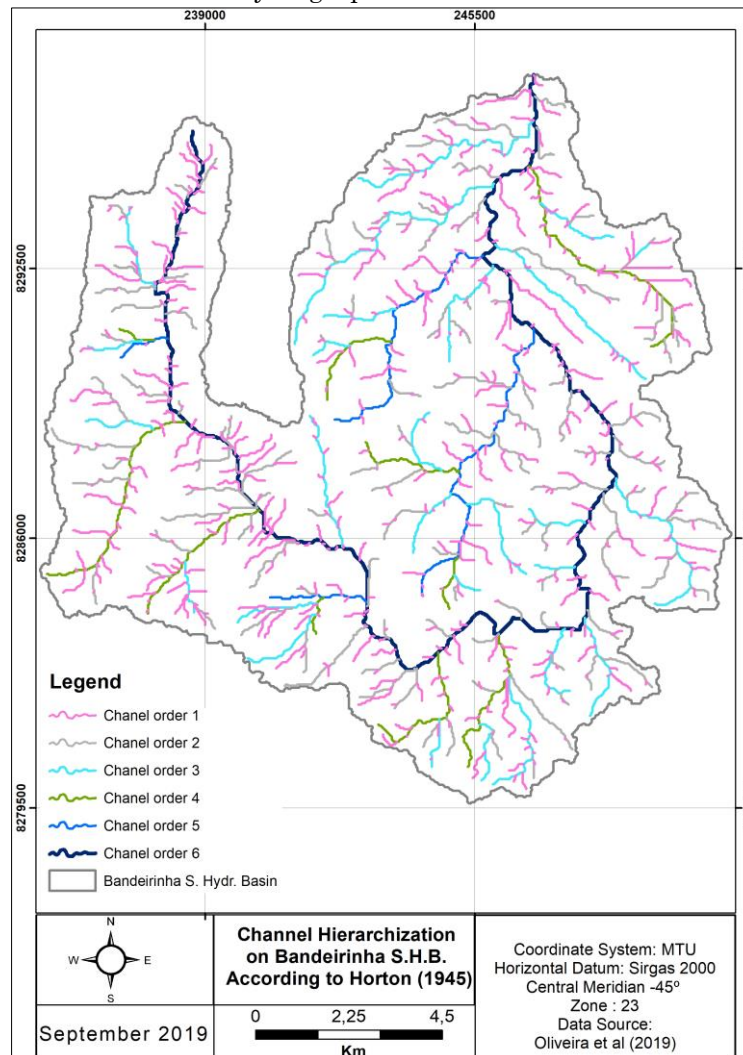 239000 245500
8292500
8286000
8279500
Legend
Chanel order 1
Chanel order 2
Chanel order 3
Chanel order 4
Chanel order 5
Chanel order 6
Bandeirinha S. Hydr. Basin
N
W E
S
September 2019
Channel Hierarchization
on Bandeirinha S.H.B.
According to Horton (1945)
0 2,25 4,5
Km
Coordinate System: MTU
Horizontal Datum: Sirgas 2000
Central Meridian -45º
Zone : 23
Data Source:
Oliveira et al (2019)